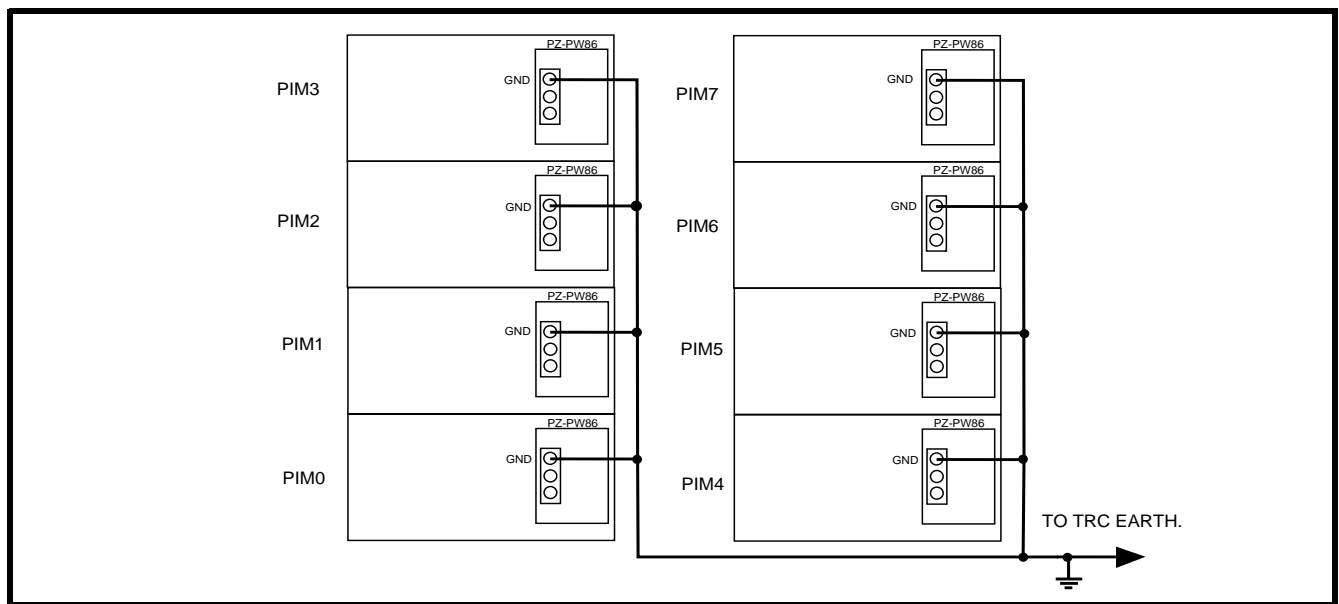 PZ-PW86
GND
PIM3
PZ-PW86
GND
PIM7
PZ-PW86
GND
PIM2
PZ-PW86
GND
PIM6
PZ-PW86
GND
PIM1
PZ-PW86
GND
PIM5
PZ-PW86
GND
PIM0
PZ-PW86
GND
PIM4
TO TRC EARTH.